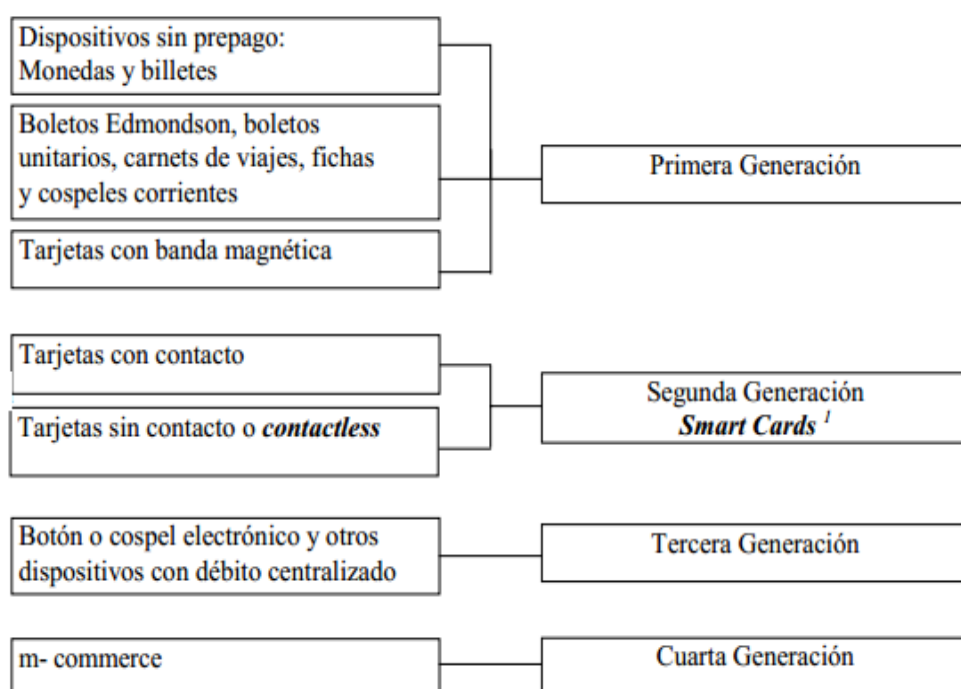 Dispositivos sin prepago:
Monedas y billetes
Boletos Edmondson, boletos
unitarios, carnets de viajes, fichas
y cospeles corrientes
Primera Generación
Tarjetas con banda magnética
Tarjetas con contacto
Segunda Generación
Smart Cards 1
Tarjetas sin contacto o contactless
Botón o cospel electrónico y otros
dispositivos con débito centralizado
Tercera Generación
m- commerce
Cuarta Generación